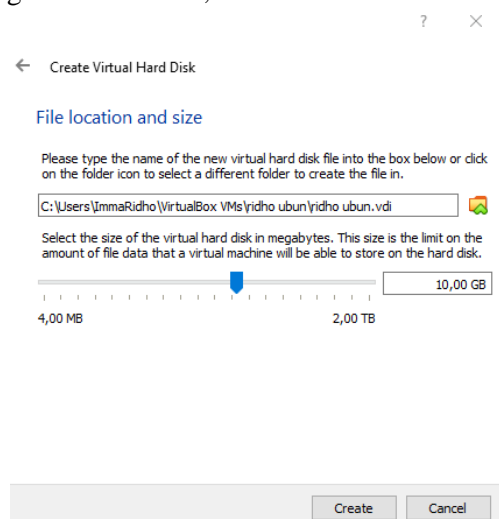 Create Virtual Hard Disk
File location and size
Please type the name of the new virtual hard disk file into the box below or click
on the folder icon to select a different folder to create the file in.
C:\Users\ImmaRidho\VirtualBox VMs\ridho ubun\ridho ubun.vdi
Select the size of the virtual hard disk in megabytes. This size is the limit on the
amount of file data that a virtual machine will be able to store on the hard disk.
10,00 GB
4,00 MB 2,00 TB
Create Cancel